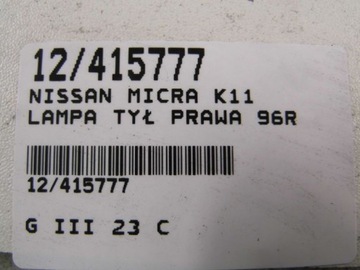 12/415777
NISSAN MICRA K11
LAMPA TYŁ PRAWA 96R
12/415777
G III 23 C